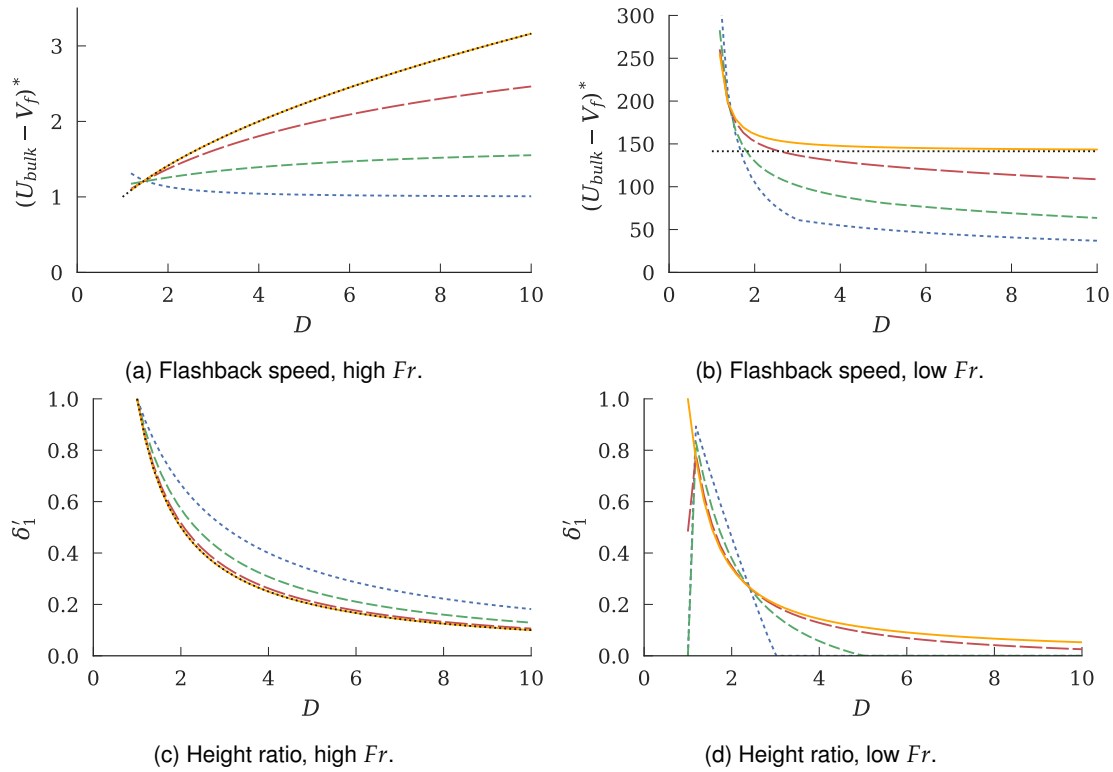 3
2
1
0
(U_bulk − V_f)*
0 2 4 6 8 10
D
(a) Flashback speed, high Fr.
300
250
200
150
100
50
0
(U_bulk − V_f)*
0 2 4 6 8 10
D
(b) Flashback speed, low Fr.
1.0
0.8
0.6
0.4
0.2
0.0
δ′₁
0 2 4 6 8 10
D
(c) Height ratio, high Fr.
1.0
0.8
0.6
0.4
0.2
0.0
δ′₁
0 2 4 6 8 10
D
(d) Height ratio, low Fr.